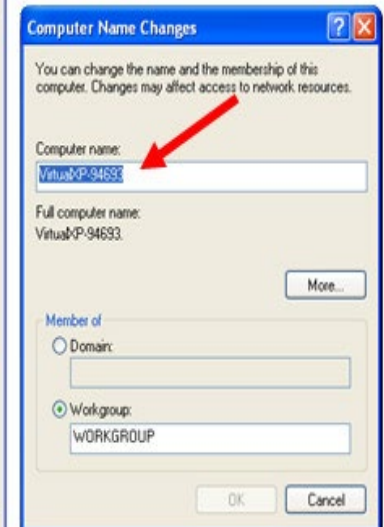 Computer Name Changes
You can change the name and the membership of this
computer. Changes may affect access to network resources.
Computer name:
VirtualXP-94693
Full computer name:
VirtualXP-94693.
More...
Member of
Domain:
Workgroup:
WORKGROUP
OK Cancel